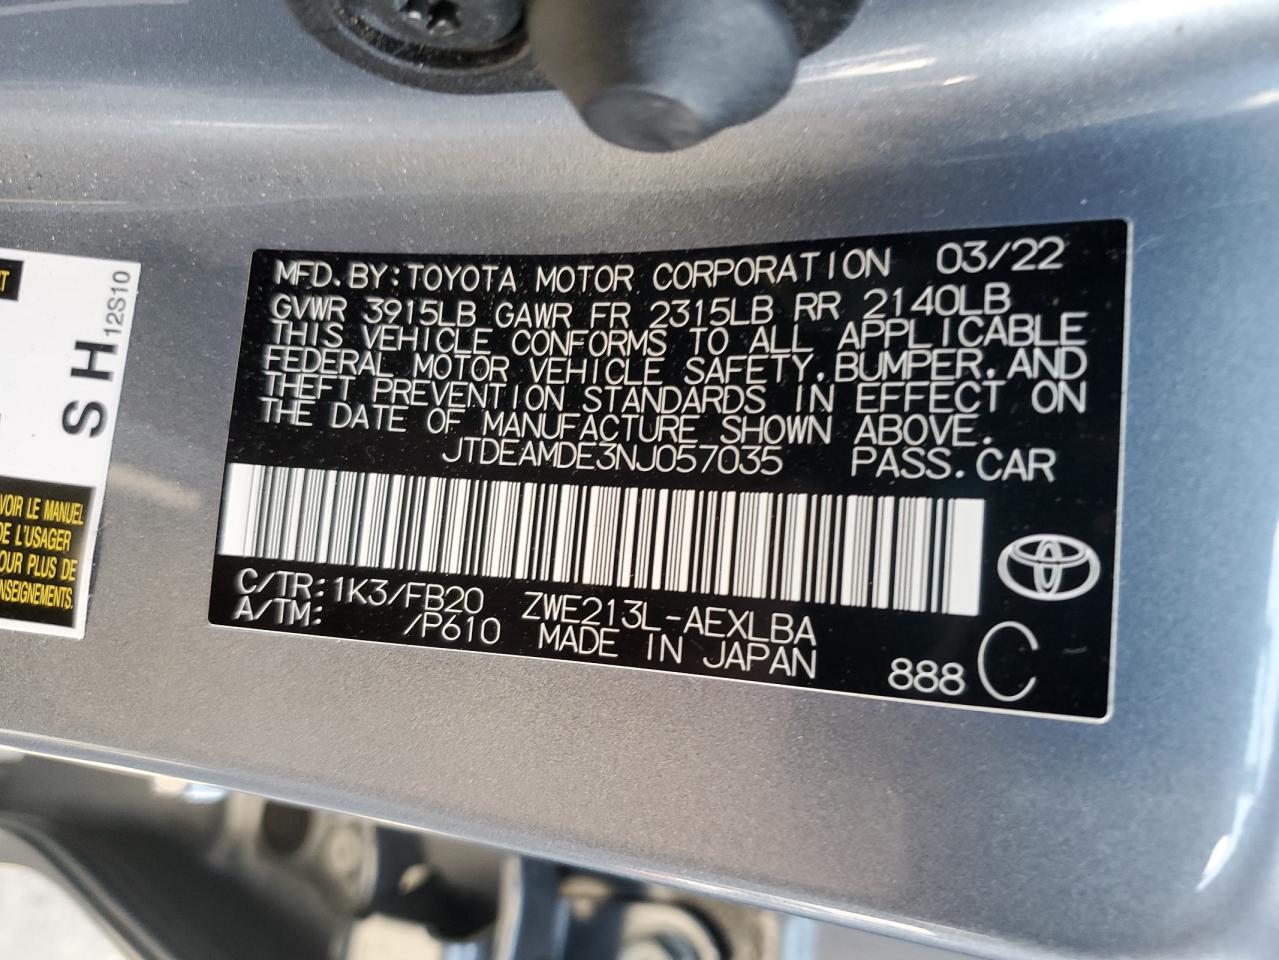 MFD.BY:TOYOTA MOTOR CORPORATION 03/22
GVWR 3915LB GAWR FR 2315LB RR 2140LB
THIS VEHICLE CONFORMS TO ALL APPLICABLE
FEDERAL MOTOR VEHICLE SAFETY,BUMPER,AND
THEFT PREVENTION STANDARDS IN EFFECT ON
THE DATE OF MANUFACTURE SHOWN ABOVE.
JTDEAMDE3NJ057035 PASS.CAR
C/TR:1K3/FB20 ZWE213L-AEXLBA
A/TM: /P610 MADE IN JAPAN
888 C
S H 12S10
VOIR LE MANUEL
DE L'USAGER
POUR PLUS DE